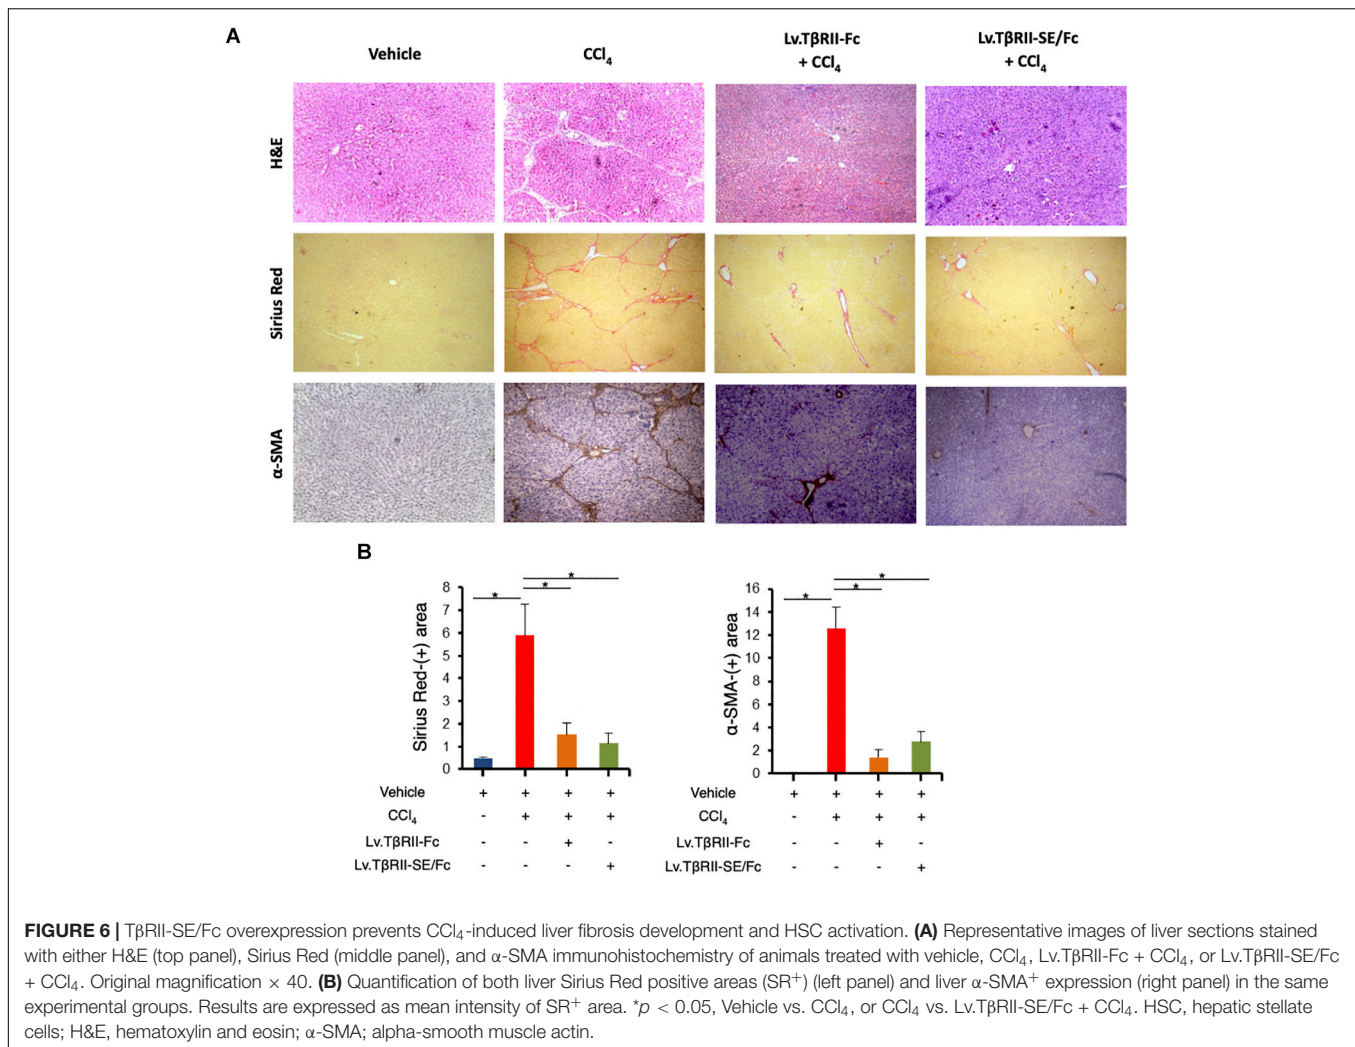 A
Vehicle
CCl₄
Lv.TβRII-Fc
+ CCl₄
Lv.TβRII-SE/Fc
+ CCl₄
H&E
Sirius Red
α-SMA
B
Sirius Red-(+) area
8
7
6
5
4
3
2
1
0
* * *
Vehicle + + + +
CCl₄ - + + +
Lv.TβRII-Fc - - + -
Lv.TβRII-SE/Fc - - - +
α-SMA-(+) area
16
14
12
10
8
6
4
2
0
* * *
Vehicle + + + +
CCl₄ - + + +
Lv.TβRII-Fc - - + -
Lv.TβRII-SE/Fc - - - +
FIGURE 6 | TβRII-SE/Fc overexpression prevents CCl₄-induced liver fibrosis development and HSC activation. (A) Representative images of liver sections stained
with either H&E (top panel), Sirius Red (middle panel), and α-SMA immunohistochemistry of animals treated with vehicle, CCl₄, Lv.TβRII-Fc + CCl₄, or Lv.TβRII-SE/Fc
+ CCl₄. Original magnification × 40. (B) Quantification of both liver Sirius Red positive areas (SR⁺) (left panel) and liver α-SMA⁺ expression (right panel) in the same
experimental groups. Results are expressed as mean intensity of SR⁺ area. *p < 0.05, Vehicle vs. CCl₄, or CCl₄ vs. Lv.TβRII-SE/Fc + CCl₄. HSC, hepatic stellate
cells; H&E, hematoxylin and eosin; α-SMA; alpha-smooth muscle actin.